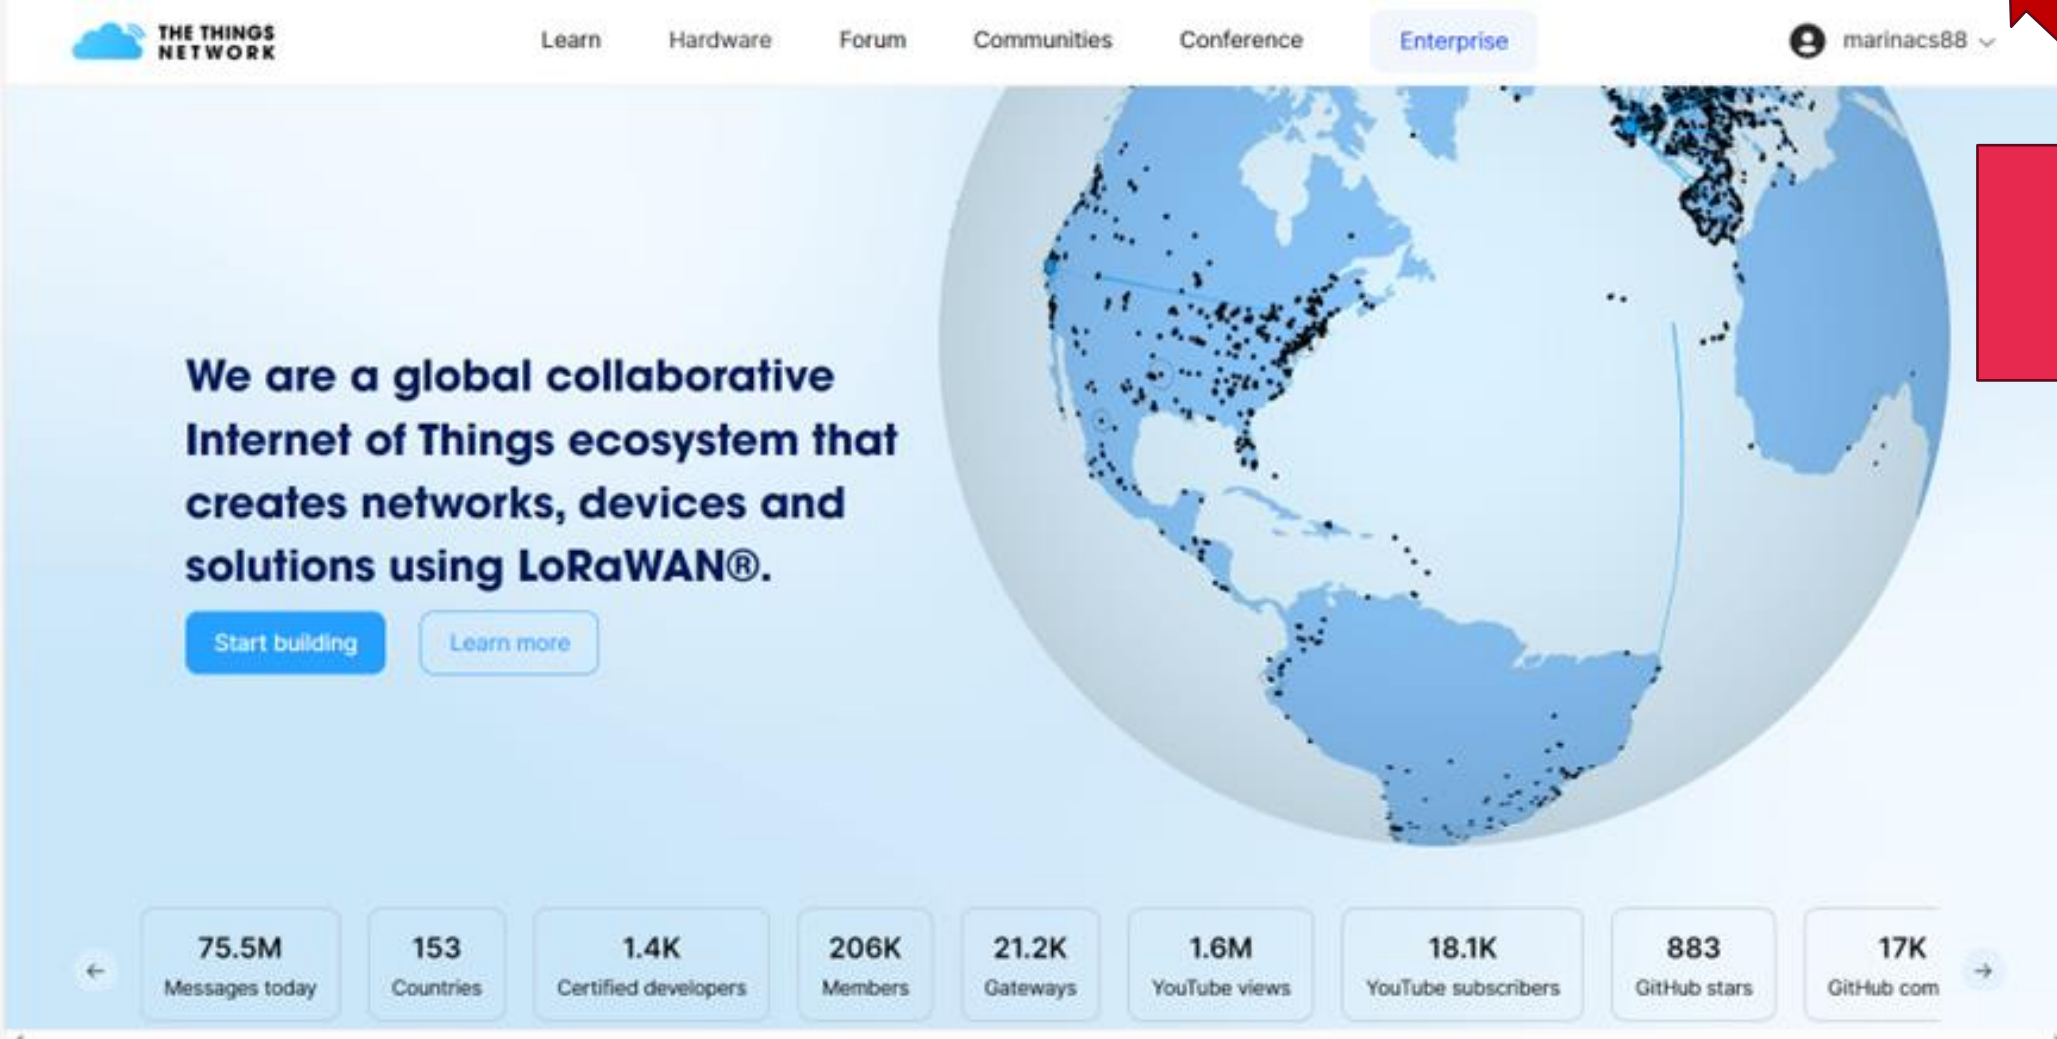 THE THINGS
NETWORK
Learn
Hardware
Forum
Communities
Conference
Enterprise
marinacs88
We are a global collaborative
Internet of Things ecosystem that
creates networks, devices and
solutions using LoRaWAN®.
Start building
Learn more
75.5M
Messages today
153
Countries
1.4K
Certified developers
206K
Members
21.2K
Gateways
1.6M
YouTube views
18.1K
YouTube subscribers
883
GitHub stars
17K
GitHub com